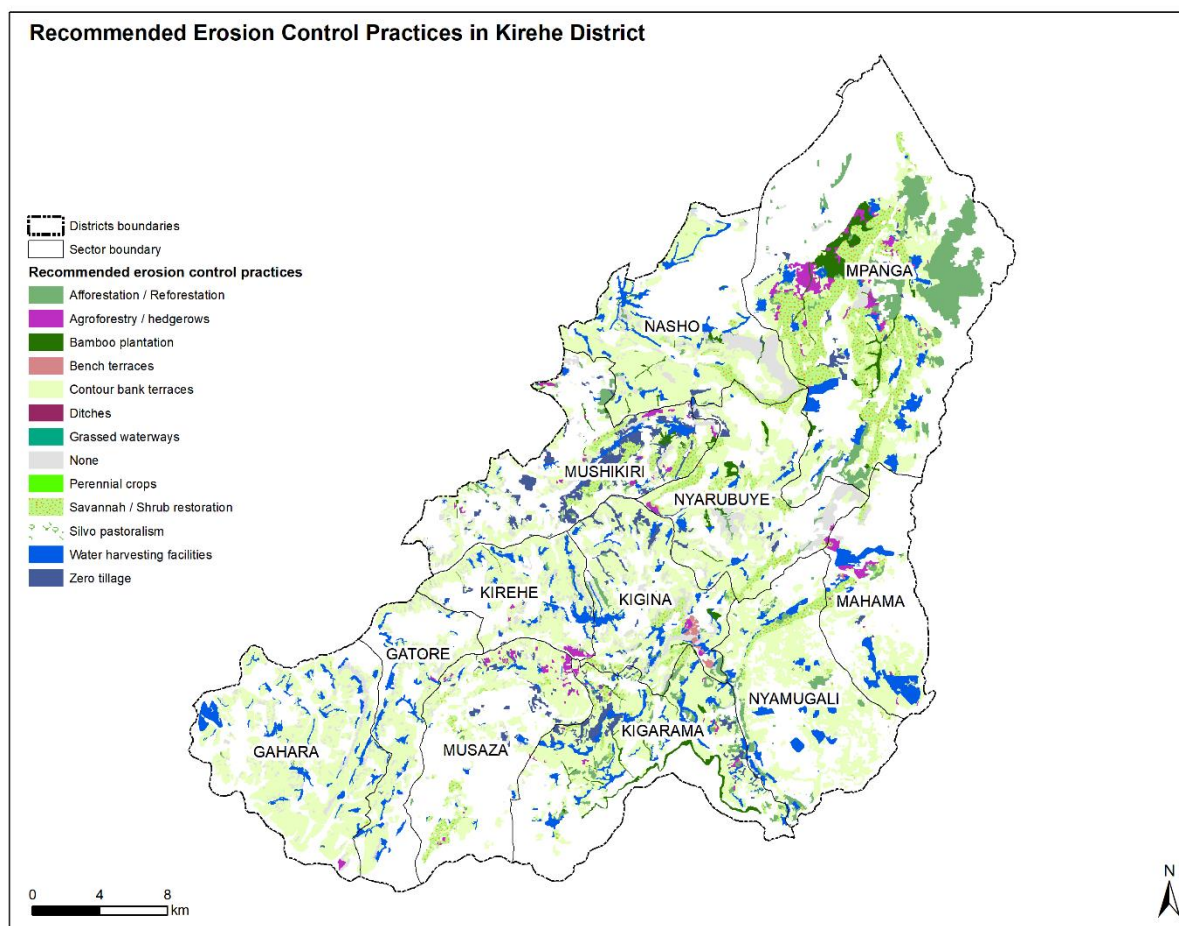 Recommended Erosion Control Practices in Kirehe District
Districts boundaries
Sector boundary
Recommended erosion control practices
Afforestation / Reforestation
Agroforestry / hedgerows
Bamboo plantation
Bench terraces
Contour bank terraces
Ditches
Grassed waterways
None
Perennial crops
Savannah / Shrub restoration
Silvo pastoralism
Water harvesting facilities
Zero tillage
MPANGA
NASHO
MUSHIKIRI
NYARUBUYE
KIREHE
KIGINA
MAHAMA
GATORE
NYAMUGALI
KIGARAMA
GAHARA
MUSAZA
0 4 8
km
N